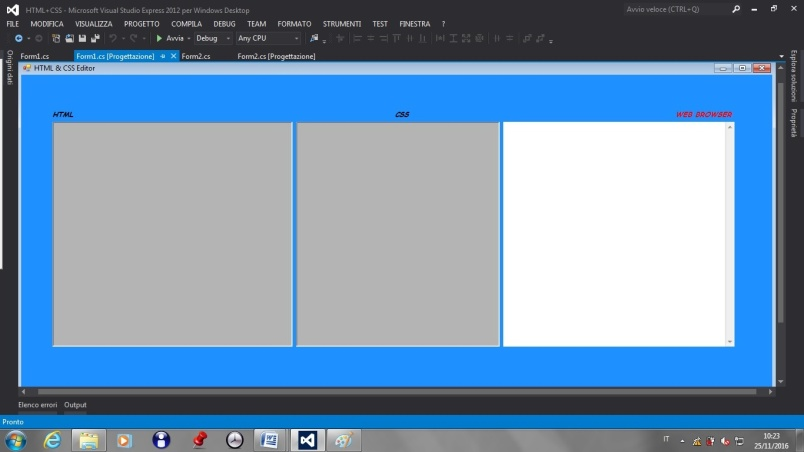 HTML+CSS - Microsoft Visual Studio Express 2012 per Windows Desktop
Avvio veloce (CTRL+Q)
FILE MODIFICA VISUALIZZA PROGETTO COMPILA DEBUG TEAM FORMATO STRUMENTI TEST FINESTRA ?
Avvia Debug Any CPU
Origini dati
Form1.cs Form1.cs [Progettazione] Form2.cs Form2.cs [Progettazione]
Esplora soluzioni
Proprietà
HTML & CSS Editor
HTML CSS WEB BROWSER
Elenco errori Output
Pronto
IT
10:23
25/11/2016